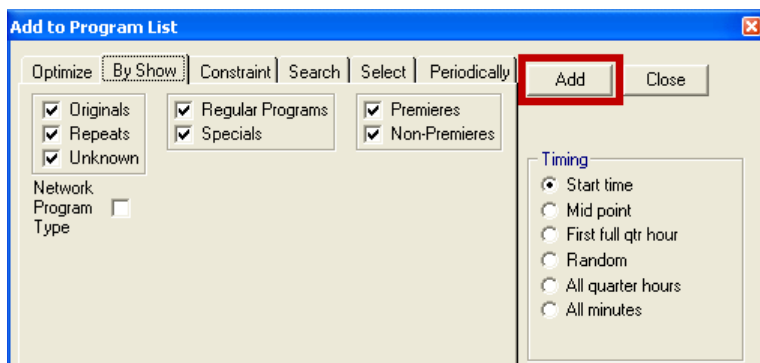 Add to Program List
Optimize By Show Constraint Search Select Periodically
Add Close
Originals Regular Programs Premieres
Repeats Specials Non-Premieres
Unknown
Network
Program
Type
Timing
Start time
Mid point
First full qtr hour
Random
All quarter hours
All minutes